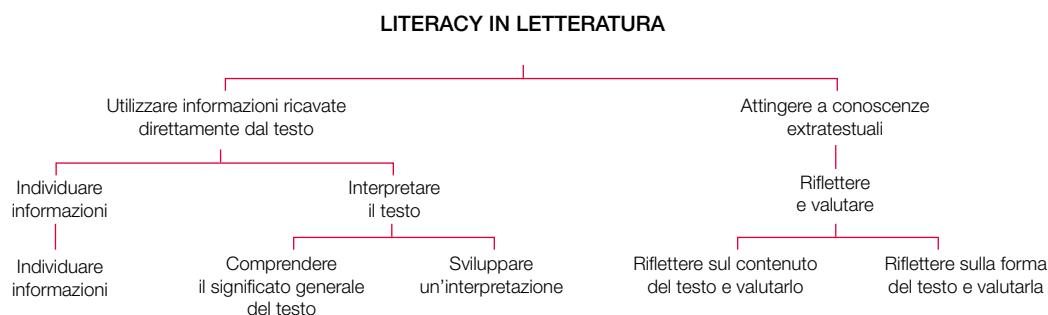 LITERACY IN LETTERATURA
Utilizzare informazioni ricavate
direttamente dal testo
Attingere a conoscenze
extratestuali
Individuare
informazioni
Interpretare
il testo
Riflettere
e valutare
Individuare
informazioni
Comprendere
il significato generale
del testo
Sviluppare
un'interpretazione
Riflettere sul contenuto
del testo e valutarlo
Riflettere sulla forma
del testo e valutarla